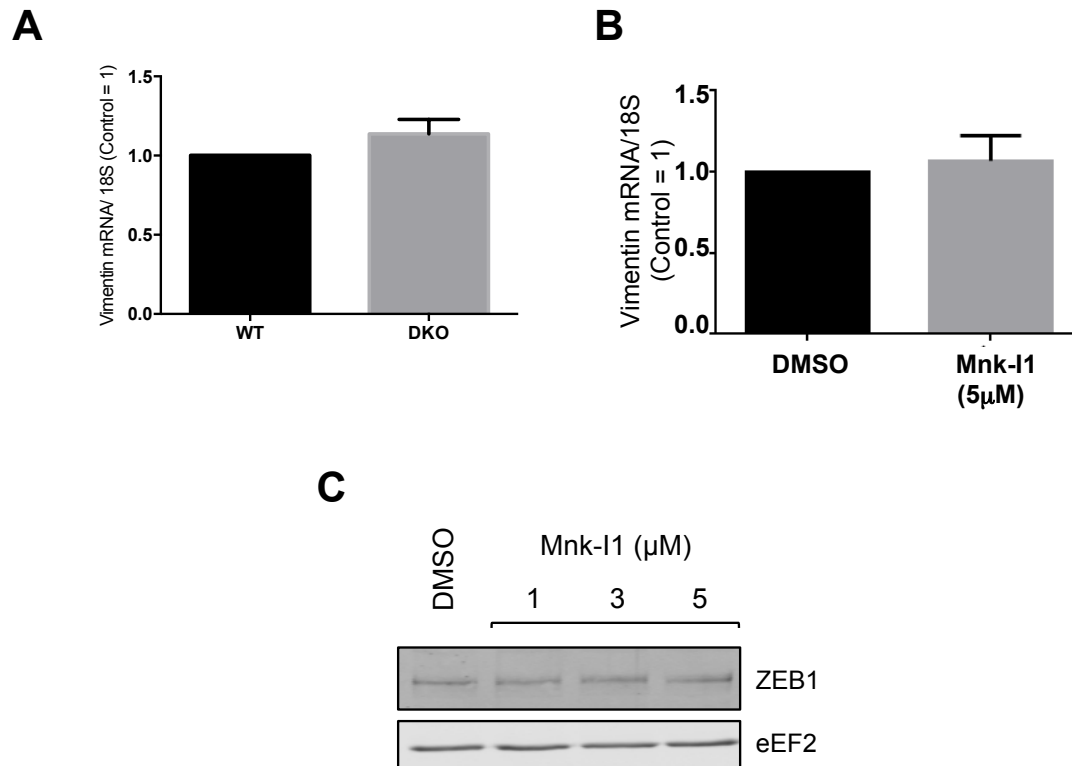 A
Vimentin mRNA/ 18S (Control = 1)
1.5
1.0
0.5
0.0
WT
DKO
B
Vimentin mRNA/18S
(Control = 1)
1.5
1.0
0.5
0.0
DMSO
Mnk-I1
(5μM)
C
DMSO
Mnk-I1 (μM)
1 3 5
ZEB1
eEF2